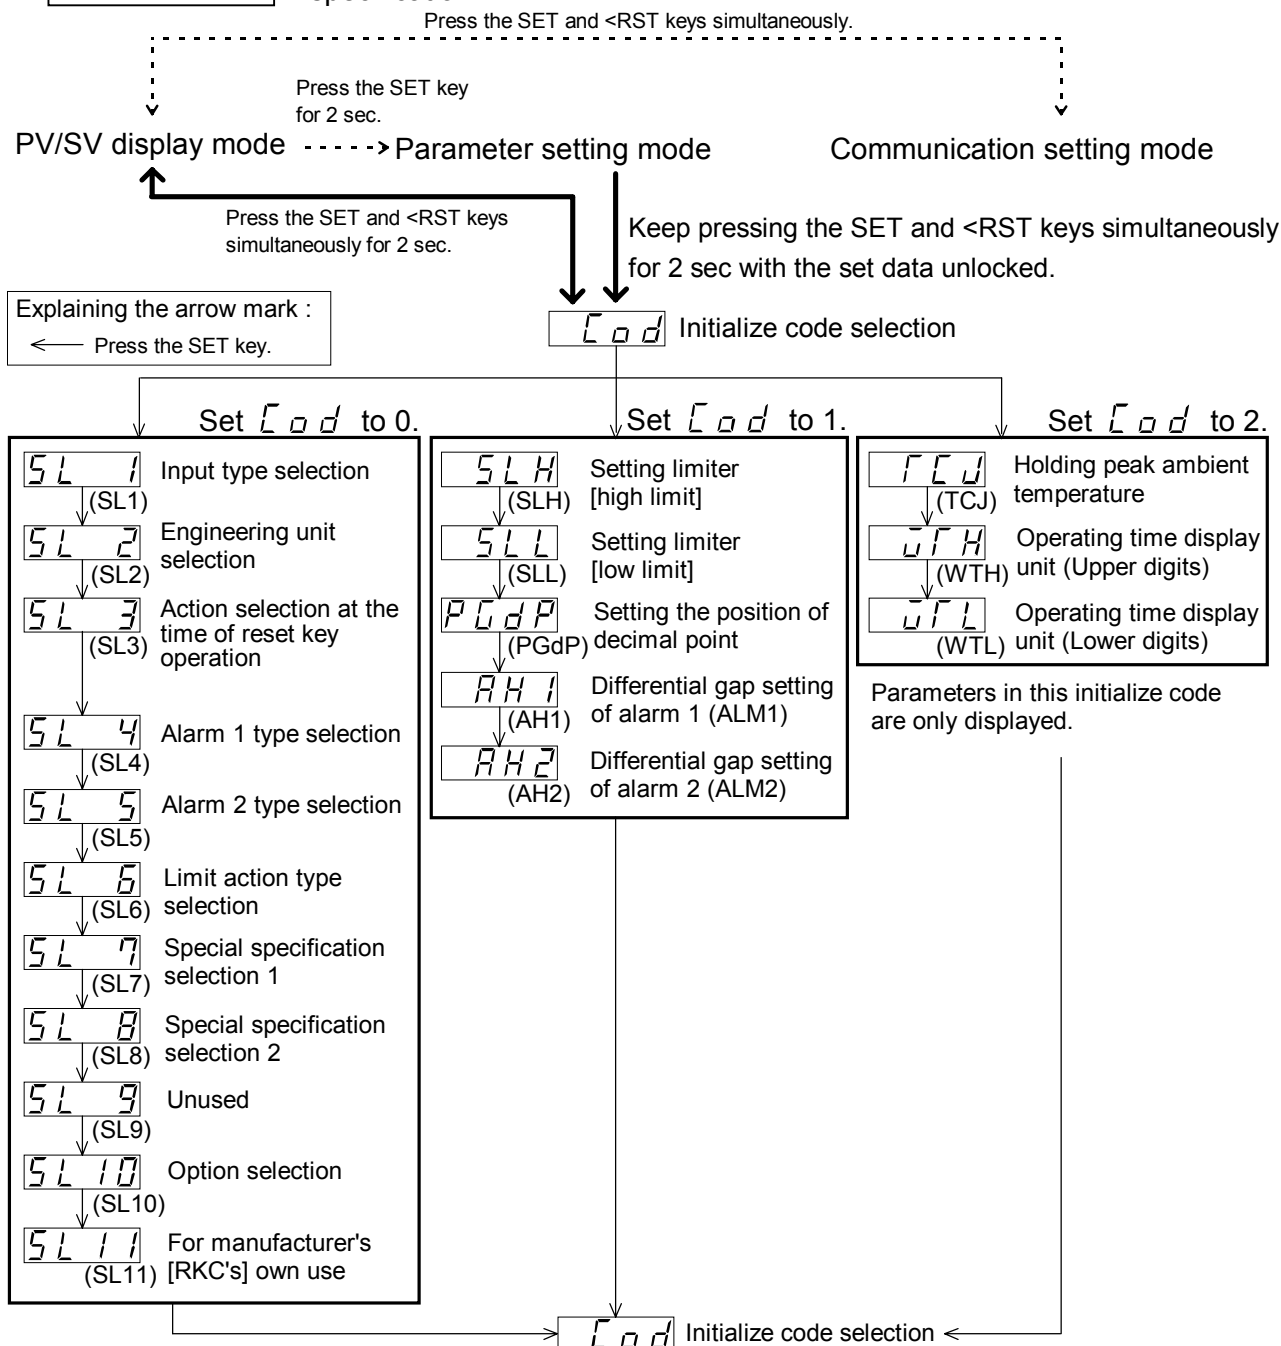 Press the SET and <RST keys simultaneously.
Press the SET key
for 2 sec.
PV/SV display mode
Parameter setting mode
Communication setting mode
Press the SET and <RST keys
simultaneously for 2 sec.
Keep pressing the SET and <RST keys simultaneously
for 2 sec with the set data unlocked.
Explaining the arrow mark :
Press the SET key.
Cod Initialize code selection
Set Cod to 0.
SL 1 Input type selection
(SL1)
SL 2 Engineering unit
selection
(SL2)
SL 3 Action selection at the
time of reset key
operation
(SL3)
SL 4 Alarm 1 type selection
(SL4)
SL 5 Alarm 2 type selection
(SL5)
SL 6 Limit action type
selection
(SL6)
SL 7 Special specification
selection 1
(SL7)
SL 8 Special specification
selection 2
(SL8)
SL 9 Unused
(SL9)
SL10 Option selection
(SL10)
SL11 For manufacturer's
[RKC's] own use
(SL11)
Set Cod to 1.
SLH Setting limiter
[high limit]
(SLH)
SLL Setting limiter
[low limit]
(SLL)
PGdP Setting the position of
decimal point
(PGdP)
AH1 Differential gap setting
of alarm 1 (ALM1)
(AH1)
AH2 Differential gap setting
of alarm 2 (ALM2)
(AH2)
Set Cod to 2.
TCJ Holding peak ambient
temperature
(TCJ)
WTH Operating time display
unit (Upper digits)
(WTH)
WTL Operating time display
unit (Lower digits)
(WTL)
Parameters in this initialize code
are only displayed.
Cod Initialize code selection